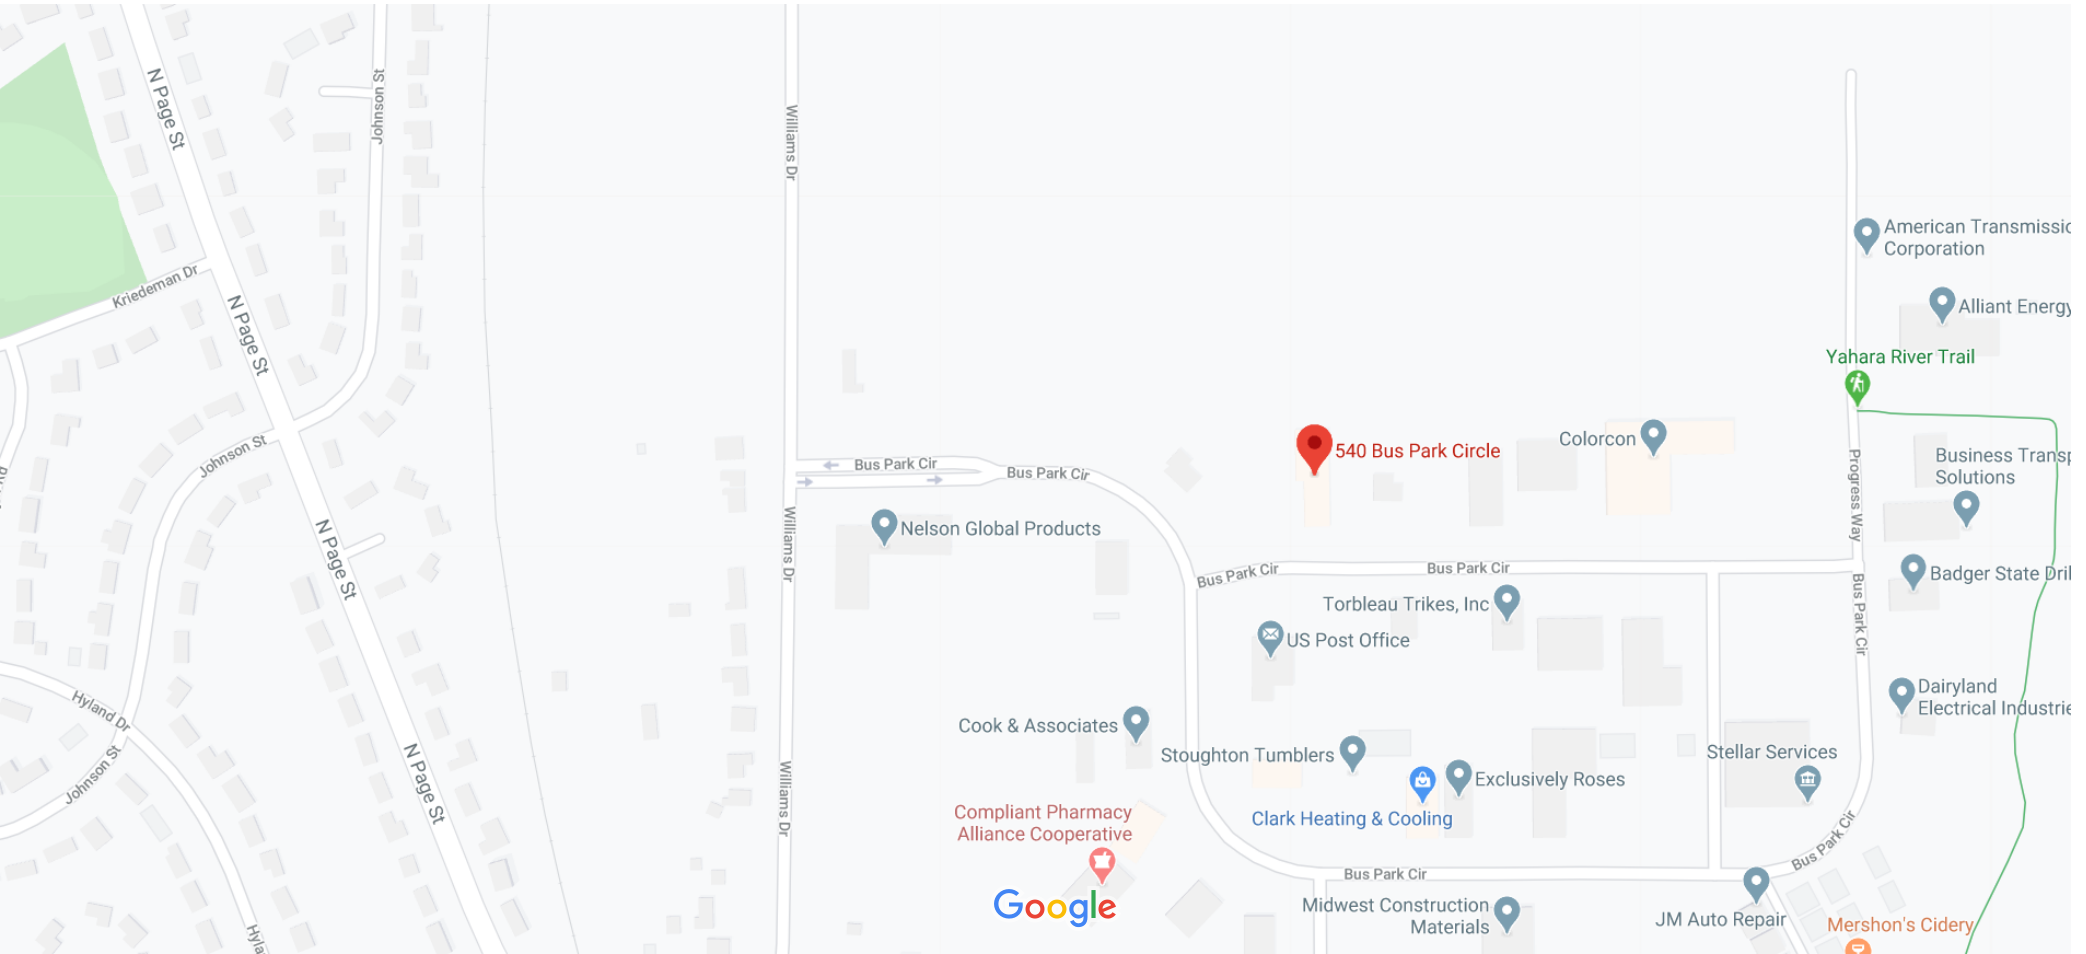 N Page St
Johnson St
Williams Dr
American Transmissic
Corporation
Kriedeman Dr
N Page St
Alliant Energy
Yahara River Trail
Johnson St
540 Bus Park Circle
Colorcon
Bus Park Cir
Bus Park Cir
Progress Way
Business Transp
Solutions
N Page St
Williams Dr
Nelson Global Products
Bus Park Cir
Bus Park Cir
Bus Park Cir
Badger State Dril
Torbleau Trikes, Inc
US Post Office
Hyland Dr
Johnson St
Dairyland
Electrical Industrie
Cook & Associates
Stoughton Tumblers
Exclusively Roses
Stellar Services
N Page St
Williams Dr
Compliant Pharmacy
Alliance Cooperative
Clark Heating & Cooling
Bus Park Cir
Bus Park Cir
Google
Midwest Construction
Materials
JM Auto Repair
Mershon's Cidery
Hyla